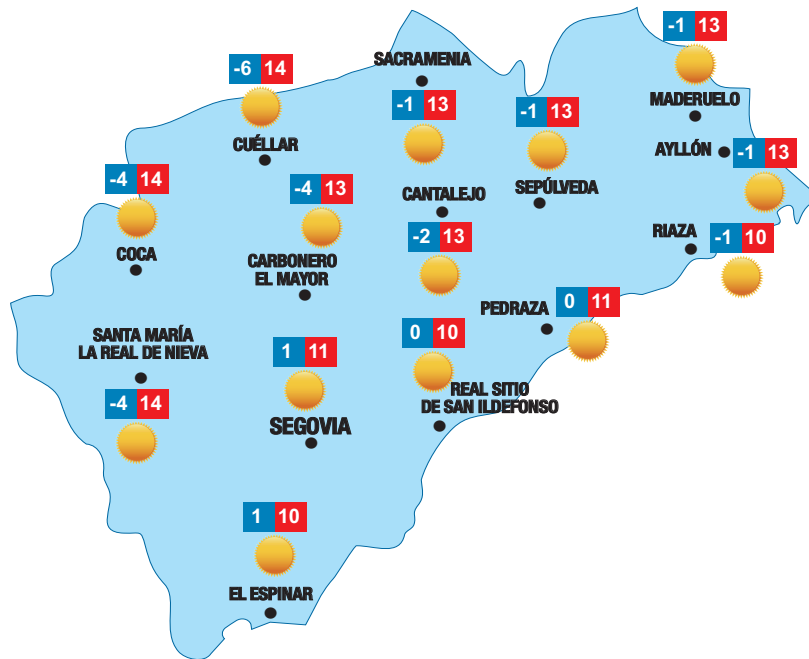 -1 13
MADERUELO
SACRAMENIA
-6 14
CUÉLLAR
-1 13
-1 13
SEPÚLVEDA
AYLLÓN
-1 13
-4 14
COCA
-4 13
CARBONERO
EL MAYOR
CANTALEJO
-2 13
RIAZA
-1 10
PEDRAZA
0 11
SANTA MARÍA
LA REAL DE NIEVA
-4 14
1 11
SEGOVIA
0 10
REAL SITIO
DE SAN ILDEFONSO
1 10
EL ESPINAR